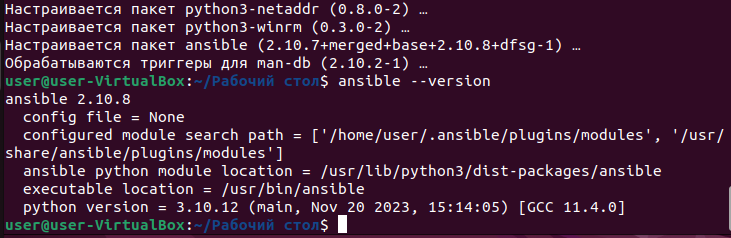 Настраивается пакет python3-netaddr (0.8.0-2) …
Настраивается пакет python3-winrm (0.3.0-2) …
Настраивается пакет ansible (2.10.7+merged+base+2.10.8+dfsg-1) …
Обрабатываются триггеры для man-db (2.10.2-1) …
user@user-VirtualBox:~/Рабочий стол$ ansible --version
ansible 2.10.8
  config file = None
  configured module search path = ['/home/user/.ansible/plugins/modules', '/usr/
share/ansible/plugins/modules']
  ansible python module location = /usr/lib/python3/dist-packages/ansible
  executable location = /usr/bin/ansible
  python version = 3.10.12 (main, Nov 20 2023, 15:14:05) [GCC 11.4.0]
user@user-VirtualBox:~/Рабочий стол$